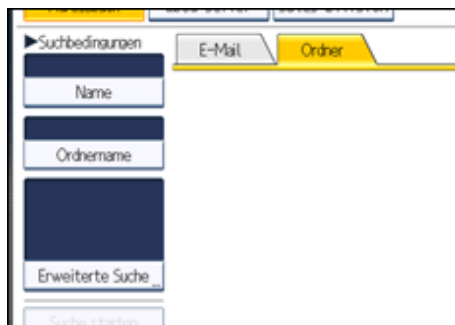 ▶Suchbedingungen
E-Mail
Ordner
Name
Ordnername
Erweiterte Suche
Suche starten